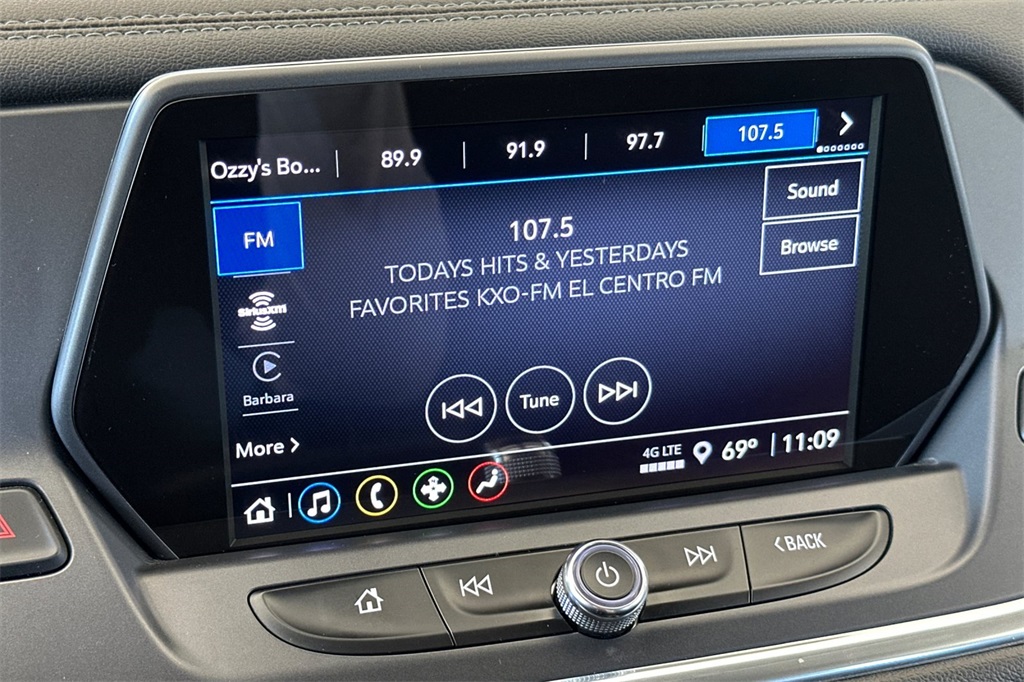 Ozzy's Bo... 89.9 91.9 97.7 107.5
FM
107.5
TODAYS HITS & YESTERDAYS
FAVORITES KXO-FM EL CENTRO FM
Sound
Browse
SiriusXM
Barbara
Tune
More
4G LTE 69° 11:09
BACK